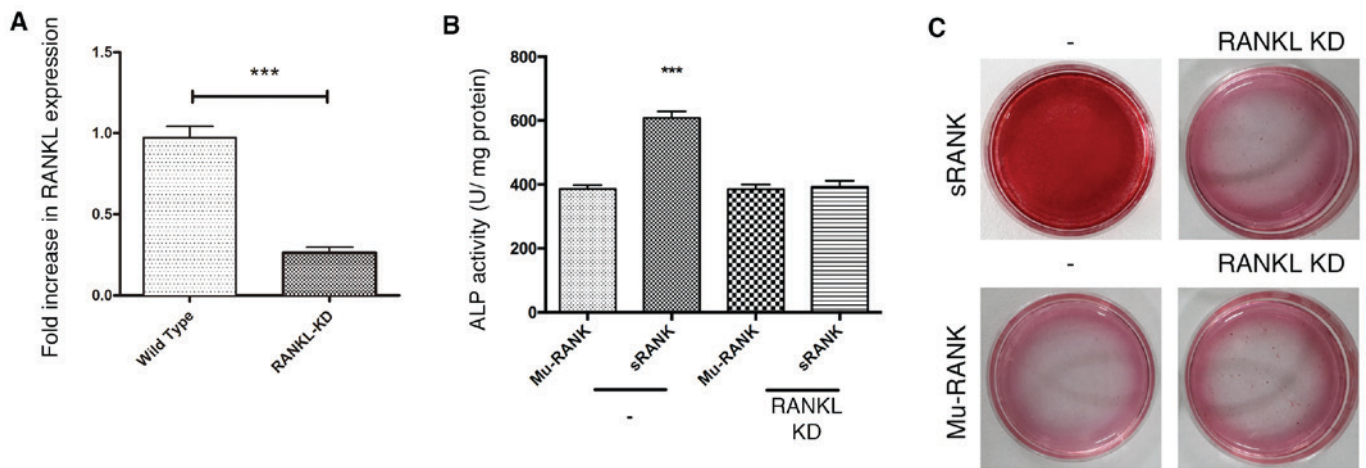 A
Fold increase in RANKL expression
1.5
1.0
0.5
0.0
***
Wild Type
RANKL-KD
B
ALP activity (U/ mg protein)
800
600
400
200
0
***
Mu-RANK
sRANK
Mu-RANK
sRANK
-
RANKL
KD
C
-
RANKL KD
sRANK
-
RANKL KD
Mu-RANK